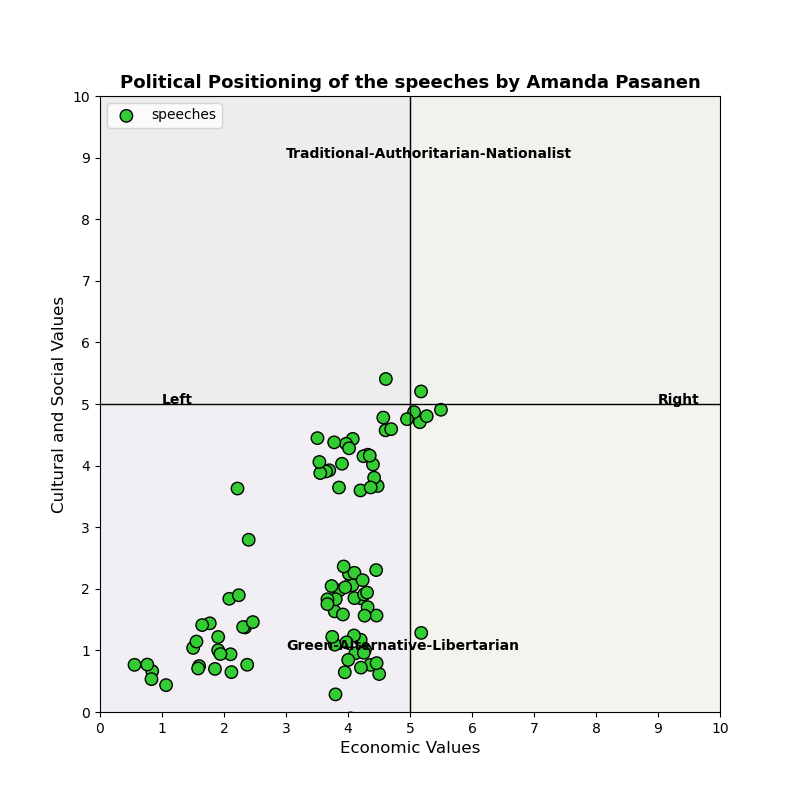 Political Positioning of the speeches by Amanda Pasanen
speeches
Traditional-Authoritarian-Nationalist
Left
Right
Green-Alternative-Libertarian
Cultural and Social Values
10
9
8
7
6
5
4
3
2
1
0
0 1 2 3 4 5 6 7 8 9 10
Economic Values